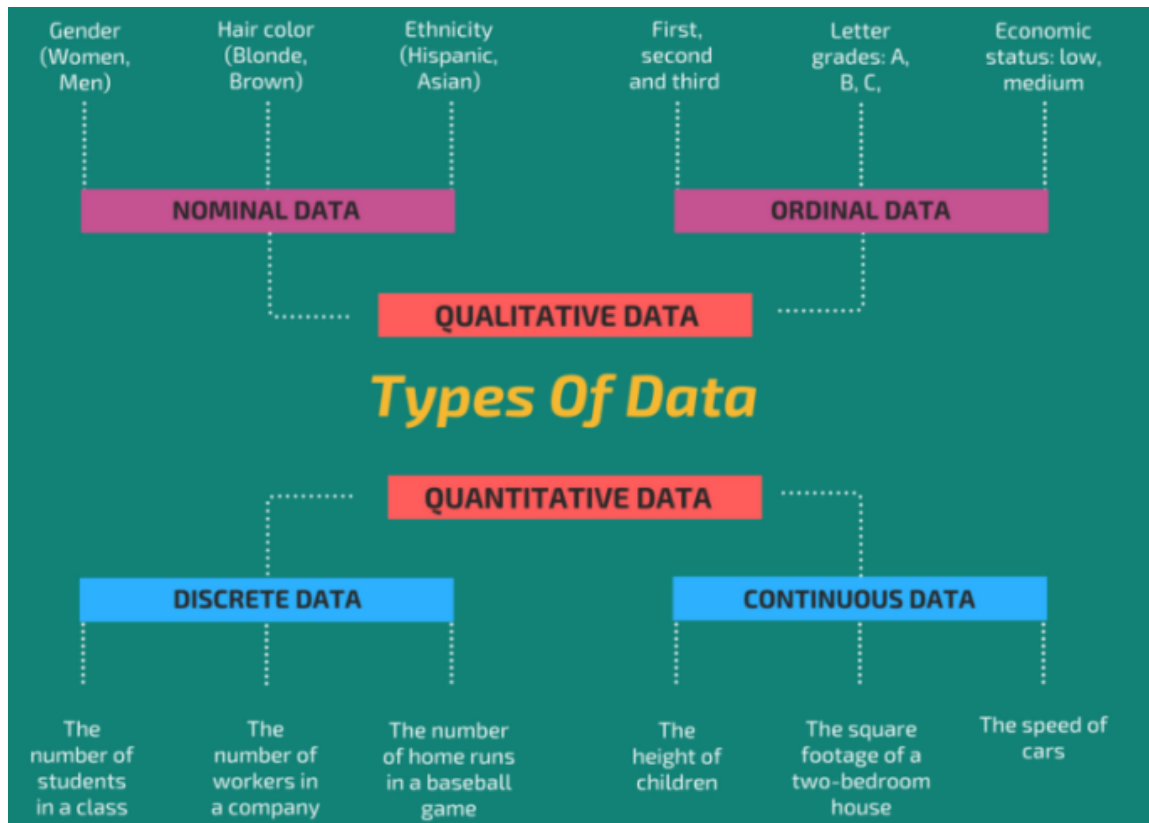 Gender
(Women,
Men)
Hair color
(Blonde,
Brown)
Ethnicity
(Hispanic,
Asian)
First,
second
and third
Letter
grades: A,
B, C,
Economic
status: low,
medium
NOMINAL DATA
ORDINAL DATA
QUALITATIVE DATA
Types Of Data
QUANTITATIVE DATA
DISCRETE DATA
CONTINUOUS DATA
The
number of
students
in a class
The
number of
workers in
a company
The number
of home runs
in a baseball
game
The
height of
children
The square
footage of a
two-bedroom
house
The speed of
cars